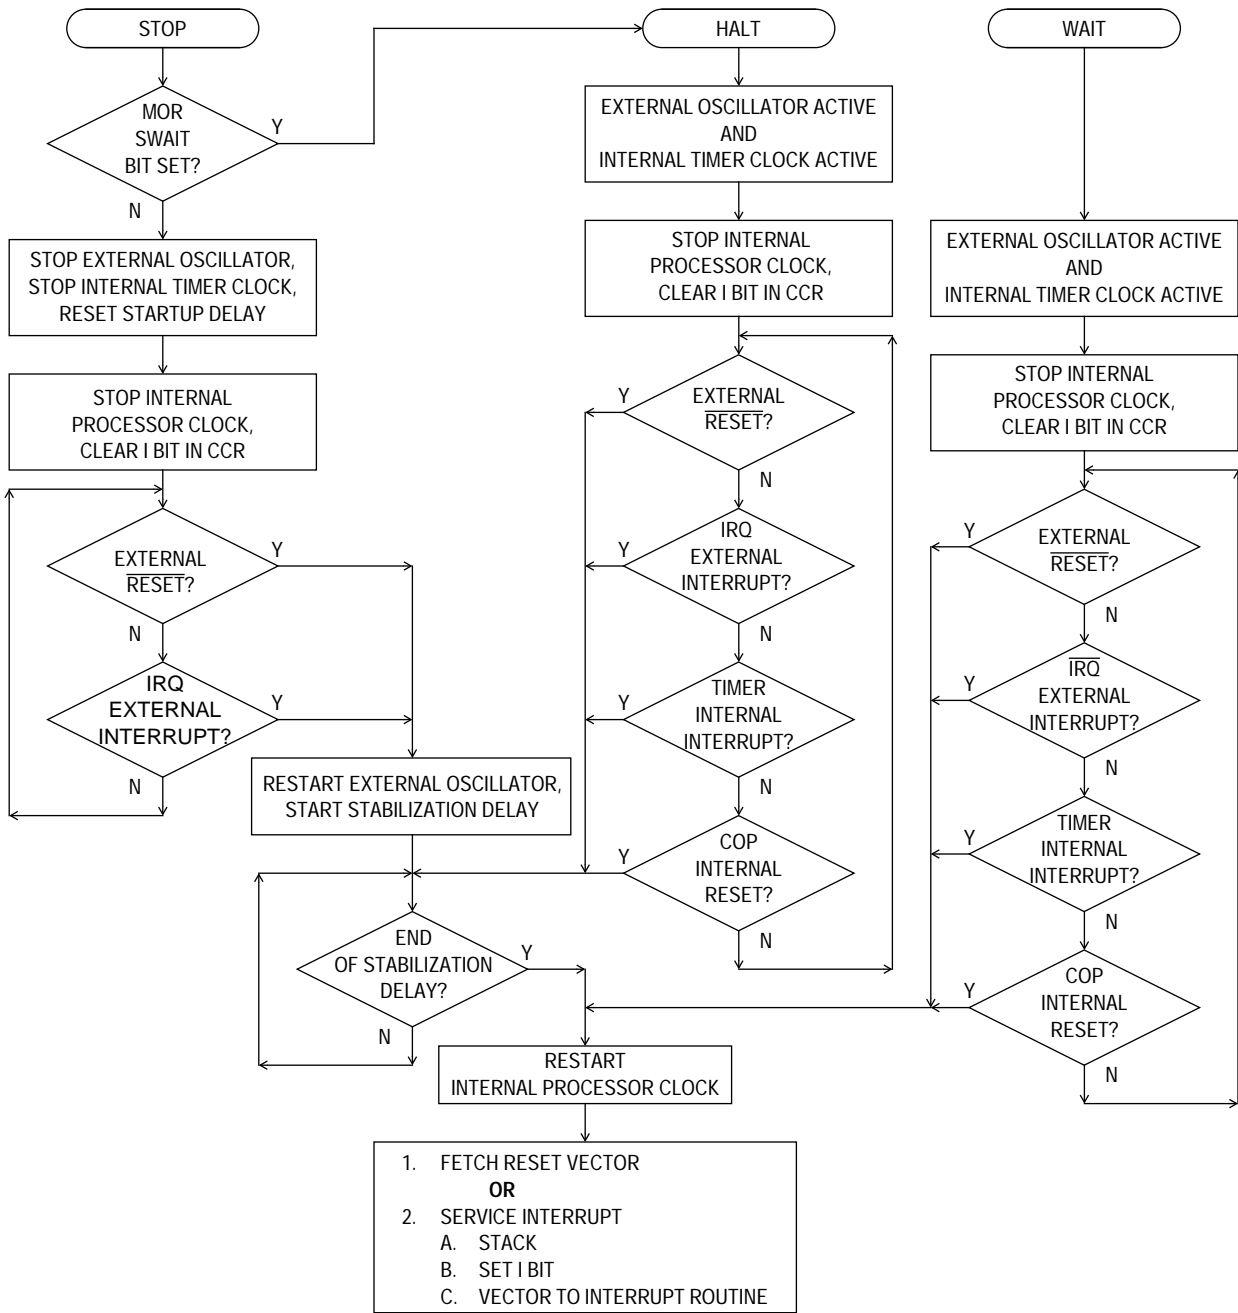 STOP
MOR
SWAIT
BIT SET?
Y
N
STOP EXTERNAL OSCILLATOR,
STOP INTERNAL TIMER CLOCK,
RESET STARTUP DELAY
STOP INTERNAL
PROCESSOR CLOCK,
CLEAR I BIT IN CCR
EXTERNAL
RESET?
Y
N
IRQ
EXTERNAL
INTERRUPT?
Y
N
RESTART EXTERNAL OSCILLATOR,
START STABILIZATION DELAY
END
OF STABILIZATION
DELAY?
Y
N
HALT
EXTERNAL OSCILLATOR ACTIVE
AND
INTERNAL TIMER CLOCK ACTIVE
STOP INTERNAL
PROCESSOR CLOCK,
CLEAR I BIT IN CCR
Y
EXTERNAL
RESET?
N
IRQ
Y
EXTERNAL
INTERRUPT?
N
Y
TIMER
INTERNAL
INTERRUPT?
N
Y
COP
INTERNAL
RESET?
N
WAIT
EXTERNAL OSCILLATOR ACTIVE
AND
INTERNAL TIMER CLOCK ACTIVE
STOP INTERNAL
PROCESSOR CLOCK,
CLEAR I BIT IN CCR
Y
EXTERNAL
RESET?
N
IRQ
Y
EXTERNAL
INTERRUPT?
N
Y
TIMER
INTERNAL
INTERRUPT?
N
Y
COP
INTERNAL
RESET?
N
RESTART
INTERNAL PROCESSOR CLOCK
1. FETCH RESET VECTOR
OR
2. SERVICE INTERRUPT
A. STACK
B. SET I BIT
C. VECTOR TO INTERRUPT ROUTINE